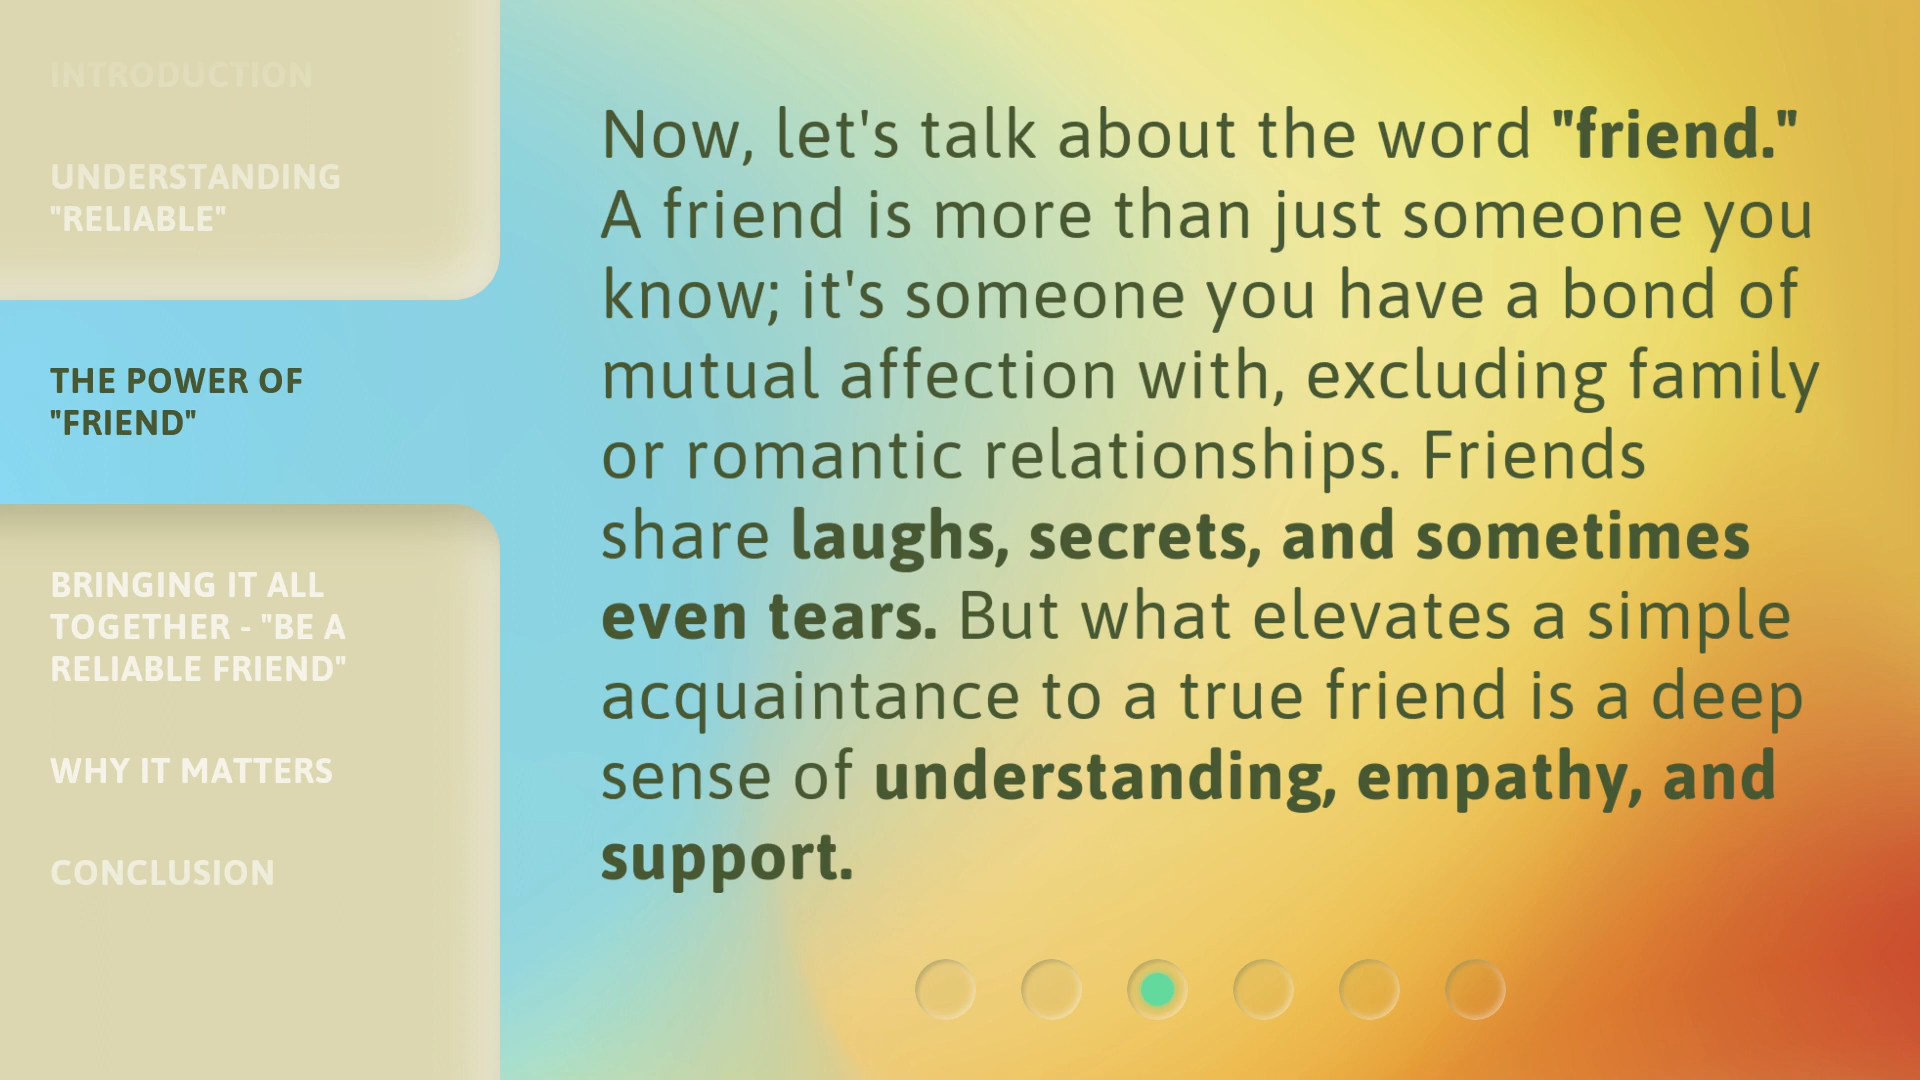 INTRODUCTION
UNDERSTANDING
"RELIABLE"
THE POWER OF
"FRIEND"
BRINGING IT ALL
TOGETHER - "BE A
RELIABLE FRIEND"
WHY IT MATTERS
CONCLUSION
Now, let's talk about the word "friend."
A friend is more than just someone you
know; it's someone you have a bond of
mutual affection with, excluding family
or romantic relationships. Friends
share laughs, secrets, and sometimes
even tears. But what elevates a simple
acquaintance to a true friend is a deep
sense of understanding, empathy, and
support.